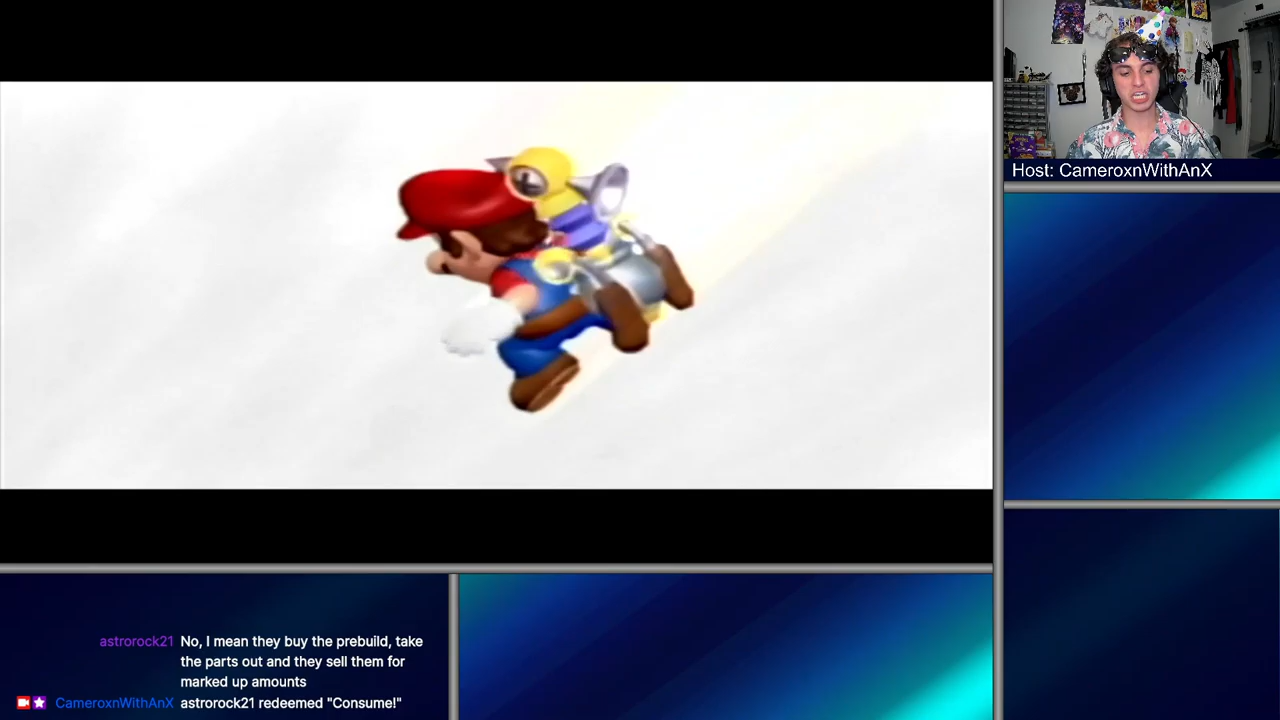 Host: CameroxnWithAnX
astrorock21 No, I mean they buy the prebuild, take
the parts out and they sell them for
marked up amounts
CameroxnWithAnX astrorock21 redeemed "Consume!"